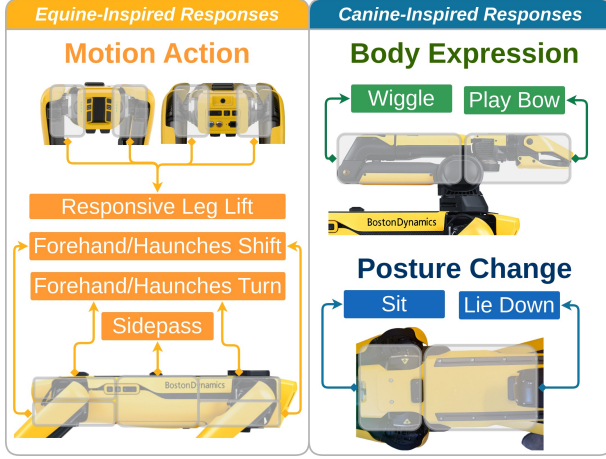 Equine-Inspired Responses
Motion Action
Responsive Leg Lift
Forehand/Haunches Shift
Forehand/Haunches Turn
Sidepass
BostonDynamics
Canine-Inspired Responses
Body Expression
Wiggle
Play Bow
BostonDynamics
Posture Change
Sit
Lie Down